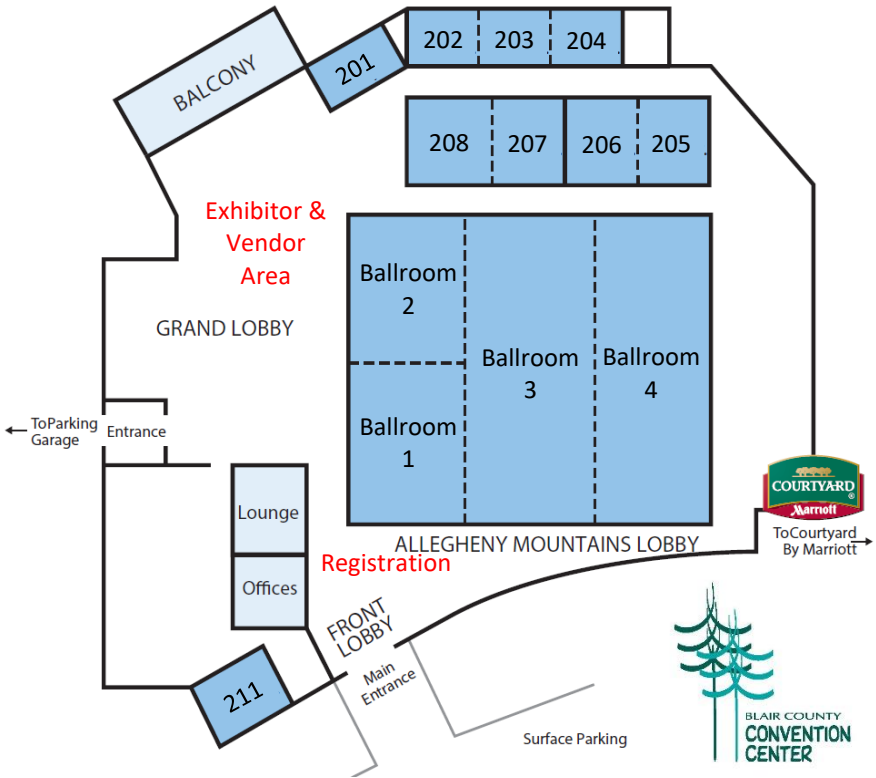 202
203
204
201
BALCONY
208
207
206
205
Exhibitor &
Vendor
Area
Ballroom
2
GRAND LOBBY
Ballroom
3
Ballroom
4
Ballroom
1
ToParking
Garage
Entrance
COURTYARD
®
Marriott
Lounge
ToCourtyard
By Marriott
ALLEGHENY MOUNTAINS LOBBY
Registration
Offices
FRONT
LOBBY
Main
Entrance
211
Surface Parking
BLAIR COUNTY
CONVENTION
CENTER